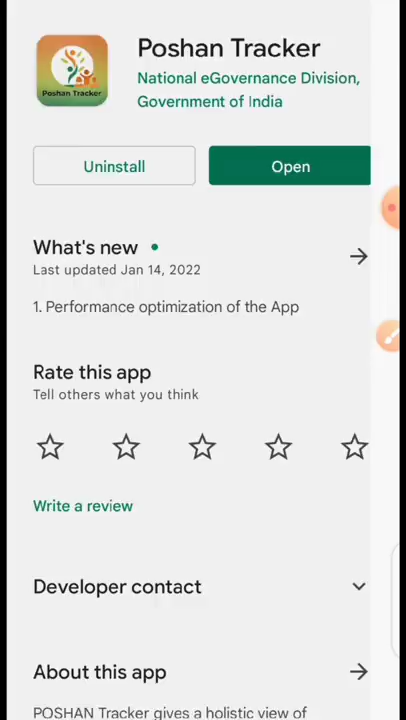 Poshan Tracker
Poshan Tracker
National eGovernance Division,
Government of India
Uninstall
Open
What's new
Last updated Jan 14, 2022
1. Performance optimization of the App
Rate this app
Tell others what you think
Write a review
Developer contact
About this app
POSHAN Tracker gives a holistic view of